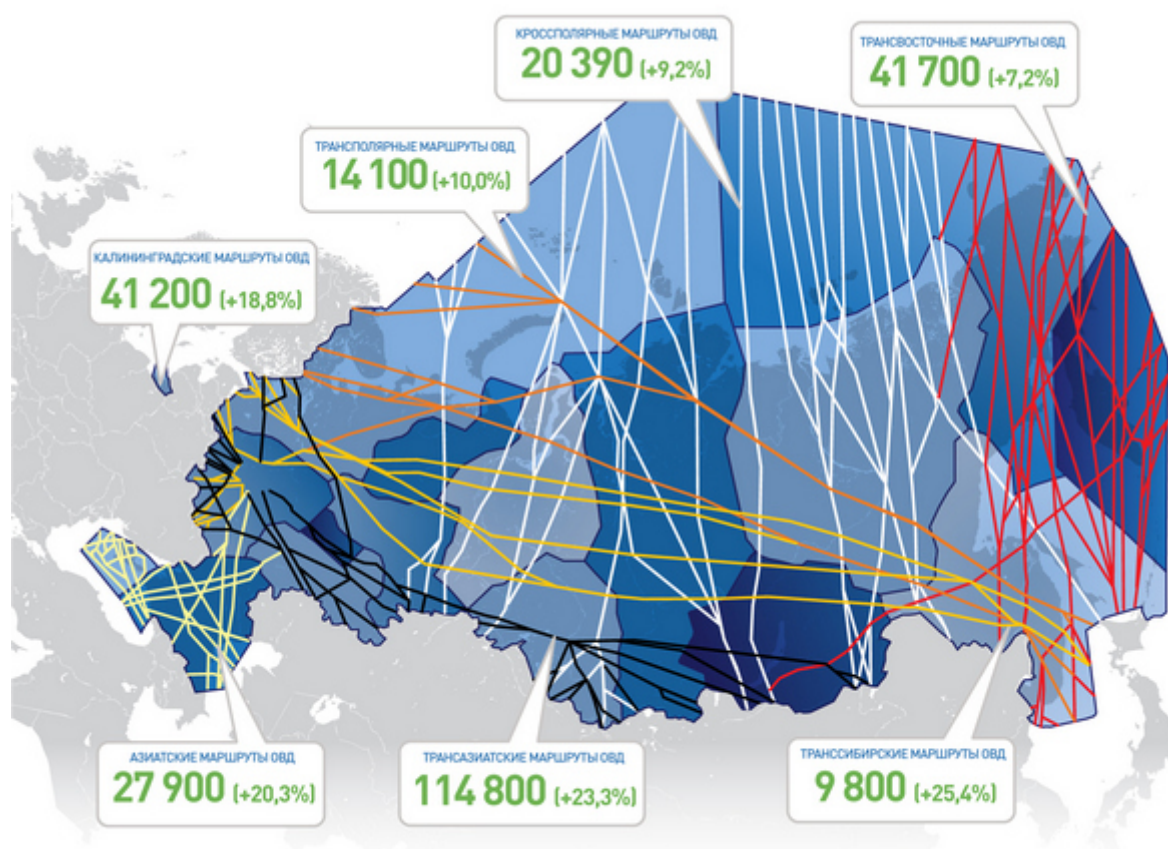 КРОССПОЛЯРНЫЕ МАРШРУТЫ ОВД
20 390 (+9,2%)
ТРАНСВОСТОЧНЫЕ МАРШРУТЫ ОВД
41 700 (+7,2%)
ТРАНСПОЛЯРНЫЕ МАРШРУТЫ ОВД
14 100 (+10,0%)
КАЛИНИНГРАДСКИЕ МАРШРУТЫ ОВД
41 200 (+18,8%)
АЗИАТСКИЕ МАРШРУТЫ ОВД
27 900 (+20,3%)
ТРАНСАЗИАТСКИЕ МАРШРУТЫ ОВД
114 800 (+23,3%)
ТРАНССИБИРСКИЕ МАРШРУТЫ ОВД
9 800 (+25,4%)